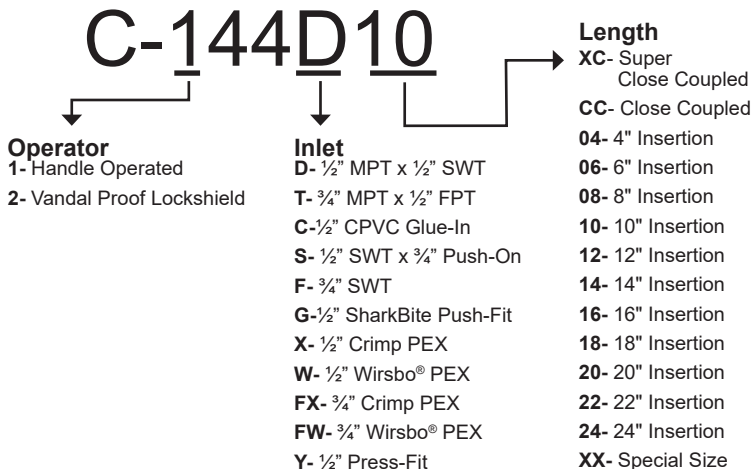 C-144D10
Operator
1- Handle Operated
2- Vandal Proof Lockshield
Inlet
D- ½” MPT x ½” SWT
T- ¾” MPT x ½” FPT
C-½” CPVC Glue-In
S- ½” SWT x ¾” Push-On
F- ¾” SWT
G-½” SharkBite Push-Fit
X- ½” Crimp PEX
W- ½” Wirsbo® PEX
FX- ¾” Crimp PEX
FW- ¾” Wirsbo® PEX
Y- ½” Press-Fit
Length
XC- Super
Close Coupled
CC- Close Coupled
04- 4" Insertion
06- 6" Insertion
08- 8" Insertion
10- 10" Insertion
12- 12" Insertion
14- 14" Insertion
16- 16" Insertion
18- 18" Insertion
20- 20" Insertion
22- 22" Insertion
24- 24" Insertion
XX- Special Size